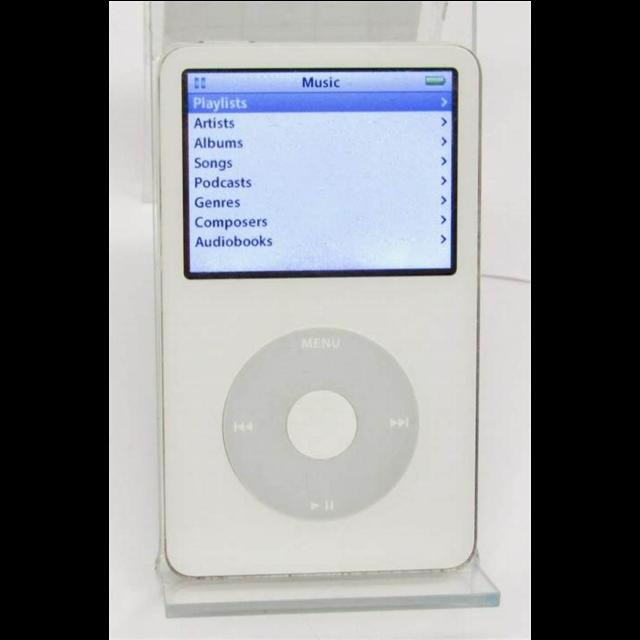 Music
Playlists
Artists
Albums
Songs
Podcasts
Genres
Composers
Audiobooks
MENU